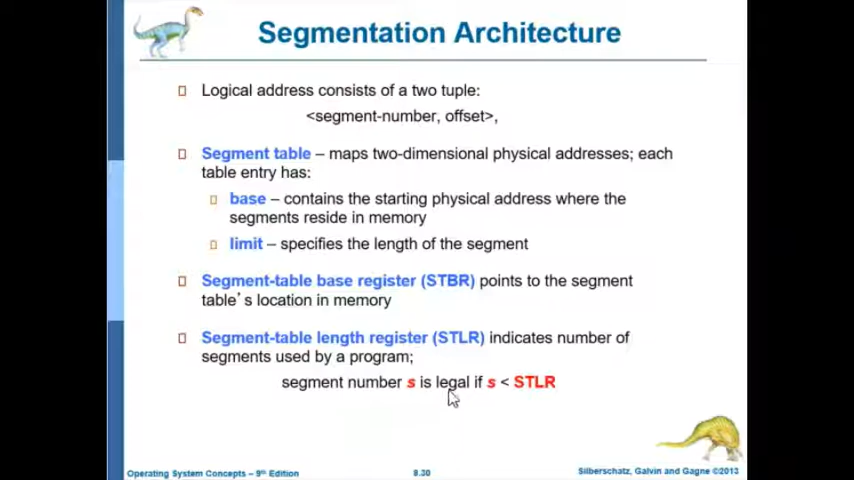 Segmentation Architecture
Logical address consists of a two tuple:
<segment-number, offset>,
Segment table – maps two-dimensional physical addresses; each
table entry has:
base – contains the starting physical address where the
segments reside in memory
limit – specifies the length of the segment
Segment-table base register (STBR) points to the segment
table's location in memory
Segment-table length register (STLR) indicates number of
segments used by a program;
segment number s is legal if s < STLR
Operating System Concepts – 9th Edition
8.30
Silberschatz, Galvin and Gagne ©2013